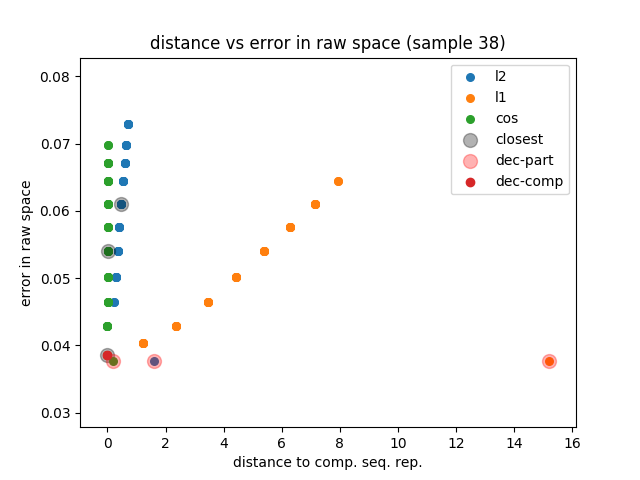 distance vs error in raw space (sample 38)
0.08
0.07
0.06
0.05
0.04
0.03
error in raw space
l2
l1
cos
closest
dec-part
dec-comp
0 2 4 6 8 10 12 14 16
distance to comp. seq. rep.